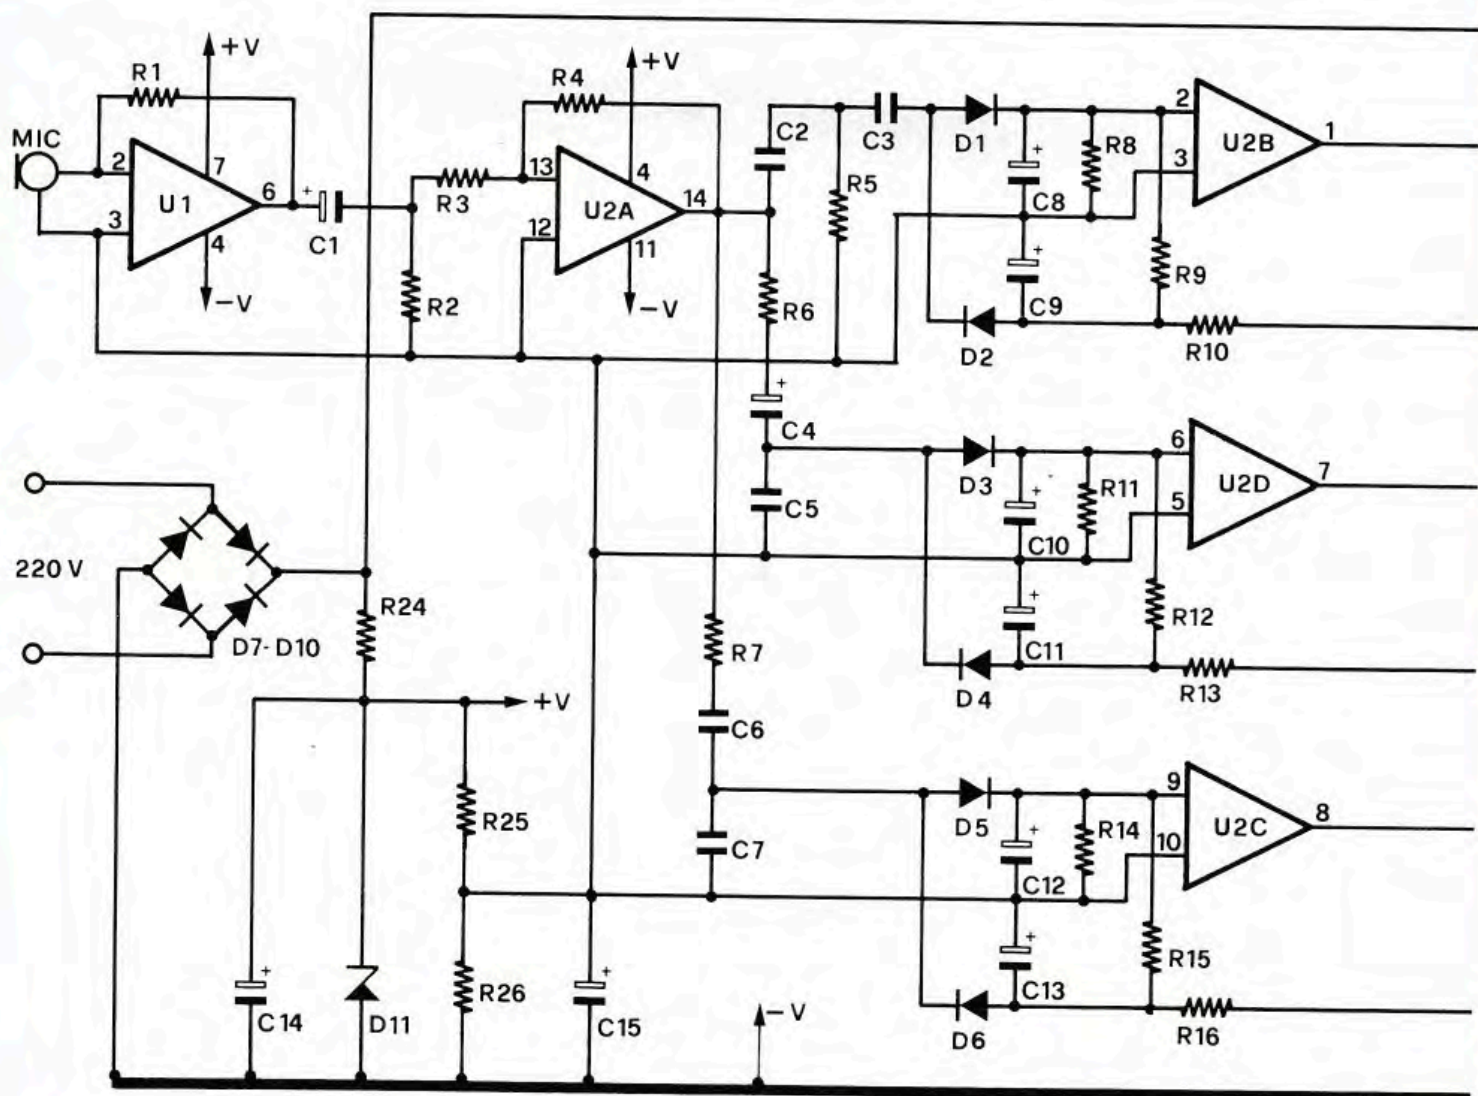 +V
+V
R1
R4
MIC
2
7
6
+
13
4
C2
C3
D1
+
R8
2
U2B
1
3
U1
C1
R3
12
U2A
14
R5
C8
3
4
11
+
R9
-V
R2
-V
R6
C9
D2
R10
+
C4
6
D3
+
R11
U2D
7
C5
5
220 V
C10
+
R24
R12
D7-D10
R7
C11
D4
R13
+V
C6
9
D5
+
R14
U2C
8
R25
C7
10
C12
+
R15
+
+
C13
R26
-V
C14
D11
C15
D6
R16